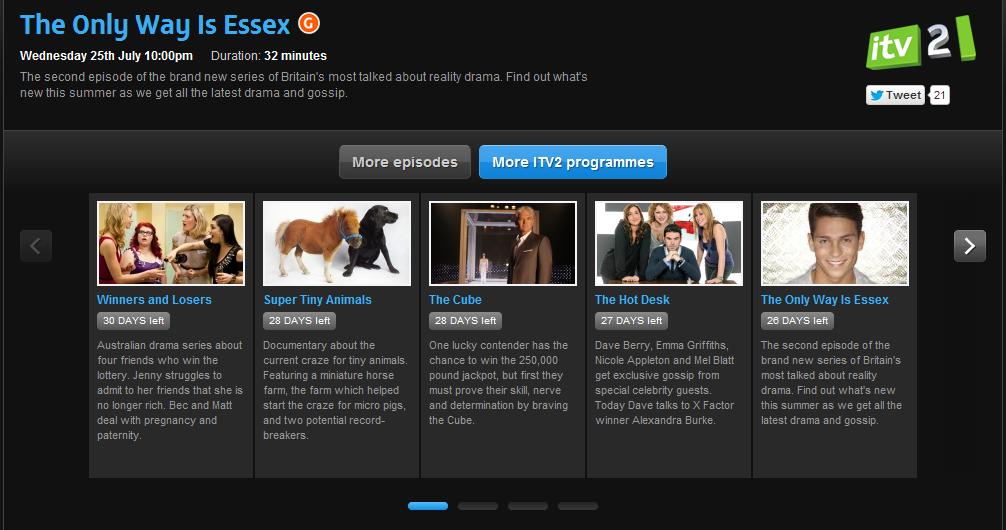 The Only Way Is Essex G
Wednesday 25th July 10:00pm Duration: 32 minutes
The second episode of the brand new series of Britain's most talked about reality drama. Find out what's
new this summer as we get all the latest drama and gossip.
itv2
Tweet 21
More episodes More ITV2 programmes
Winners and Losers
30 DAYS left
Australian drama series about
four friends who win the
lottery. Jenny struggles to
admit to her friends that she is
no longer rich. Bec and Matt
deal with pregnancy and
paternity.
Super Tiny Animals
28 DAYS left
Documentary about the
current craze for tiny animals.
Featuring a miniature horse
farm, the farm which helped
start the craze for micro pigs,
and two potential record-
breakers.
The Cube
28 DAYS left
One lucky contender has the
chance to win the 250,000
pound jackpot, but first they
must prove their skill, nerve
and determination by braving
the Cube.
The Hot Desk
27 DAYS left
Dave Berry, Emma Griffiths,
Nicole Appleton and Mel Blatt
get exclusive gossip from
special celebrity guests.
Today Dave talks to X Factor
winner Alexandra Burke.
The Only Way Is Essex
26 DAYS left
The second episode of the
brand new series of Britain's
most talked about reality
drama. Find out what's new
this summer as we get all the
latest drama and gossip.